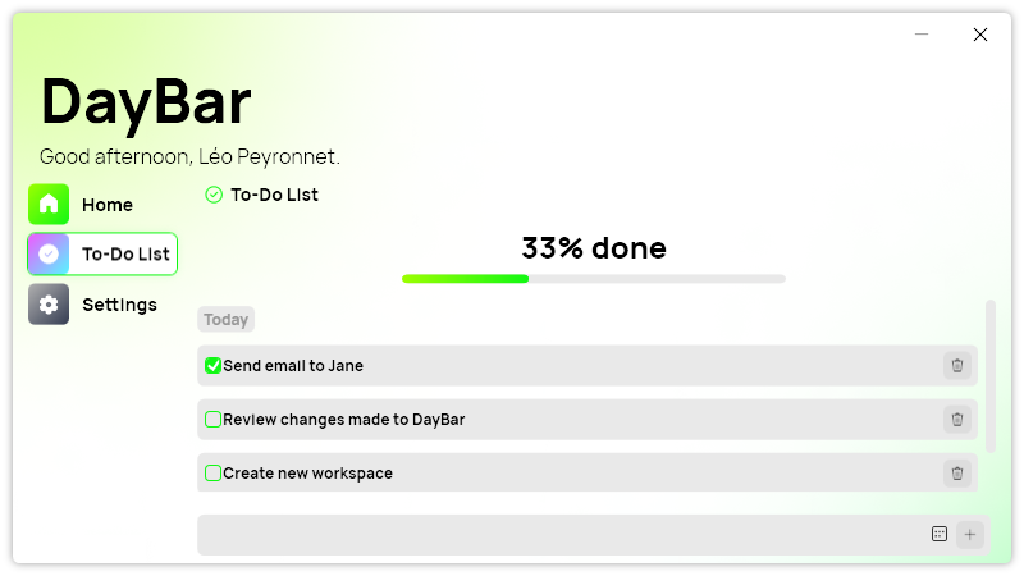 DayBar
Good afternoon, Léo Peyronnet.
Home
To-Do List
Settings
To-Do List
33% done
Today
Send email to Jane
Review changes made to DayBar
Create new workspace